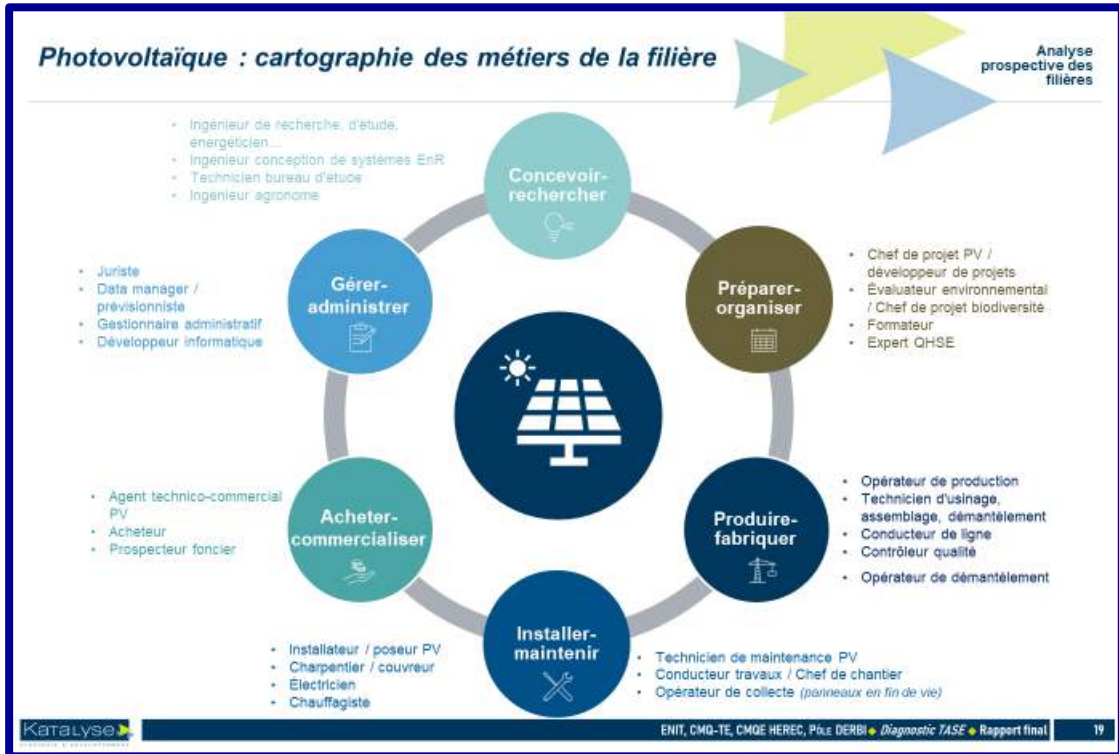 Photovoltaïque : cartographie des métiers de la filière
Analyse
prospective des
filières
• Ingénieur de recherche, d'étude,
énergéticien…
• Ingénieur conception de systèmes EnR
• Technicien bureau d'étude
• Ingénieur agronome
Concevoir-
rechercher
Préparer-
organiser
• Chef de projet PV /
développeur de projets
• Évaluateur environnemental
/ Chef de projet biodiversité
• Formateur
• Expert QHSE
• Juriste
• Data manager /
prévisionniste
• Gestionnaire administratif
• Développeur informatique
Gérer-
administrer
Produire-
fabriquer
• Opérateur de production
• Technicien d'usinage,
assemblage, démantèlement
• Conducteur de ligne
• Contrôleur qualité
• Opérateur de démantèlement
• Agent technico-commercial
PV
• Acheteur
• Prospecteur foncier
Acheter-
commercialiser
Installer-
maintenir
• Installateur / poseur PV
• Charpentier / couvreur
• Électricien
• Chauffagiste
• Technicien de maintenance PV
• Conducteur travaux / Chef de chantier
• Opérateur de collecte (panneaux en fin de vie)
KATALYSE
ENIT, CMQ-TE, CMQE HEREC, PÔLE DERBI ◆ Diagnostic TASE ◆ Rapport final 19